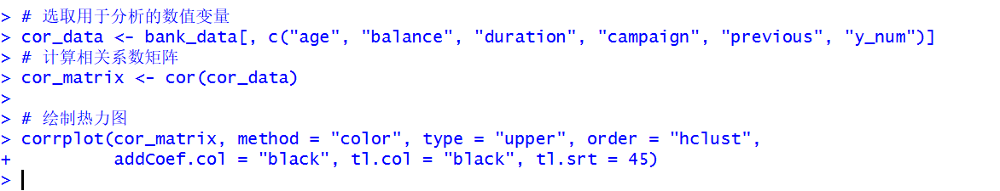 > # 选取用于分析的数值变量
> cor_data <- bank_data[, c("age", "balance", "duration", "campaign", "previous", "y_num")]
> # 计算相关系数矩阵
> cor_matrix <- cor(cor_data)
>
> # 绘制热力图
> corrplot(cor_matrix, method = "color", type = "upper", order = "hclust",
+          addCoef.col = "black", tl.col = "black", tl.srt = 45)
>